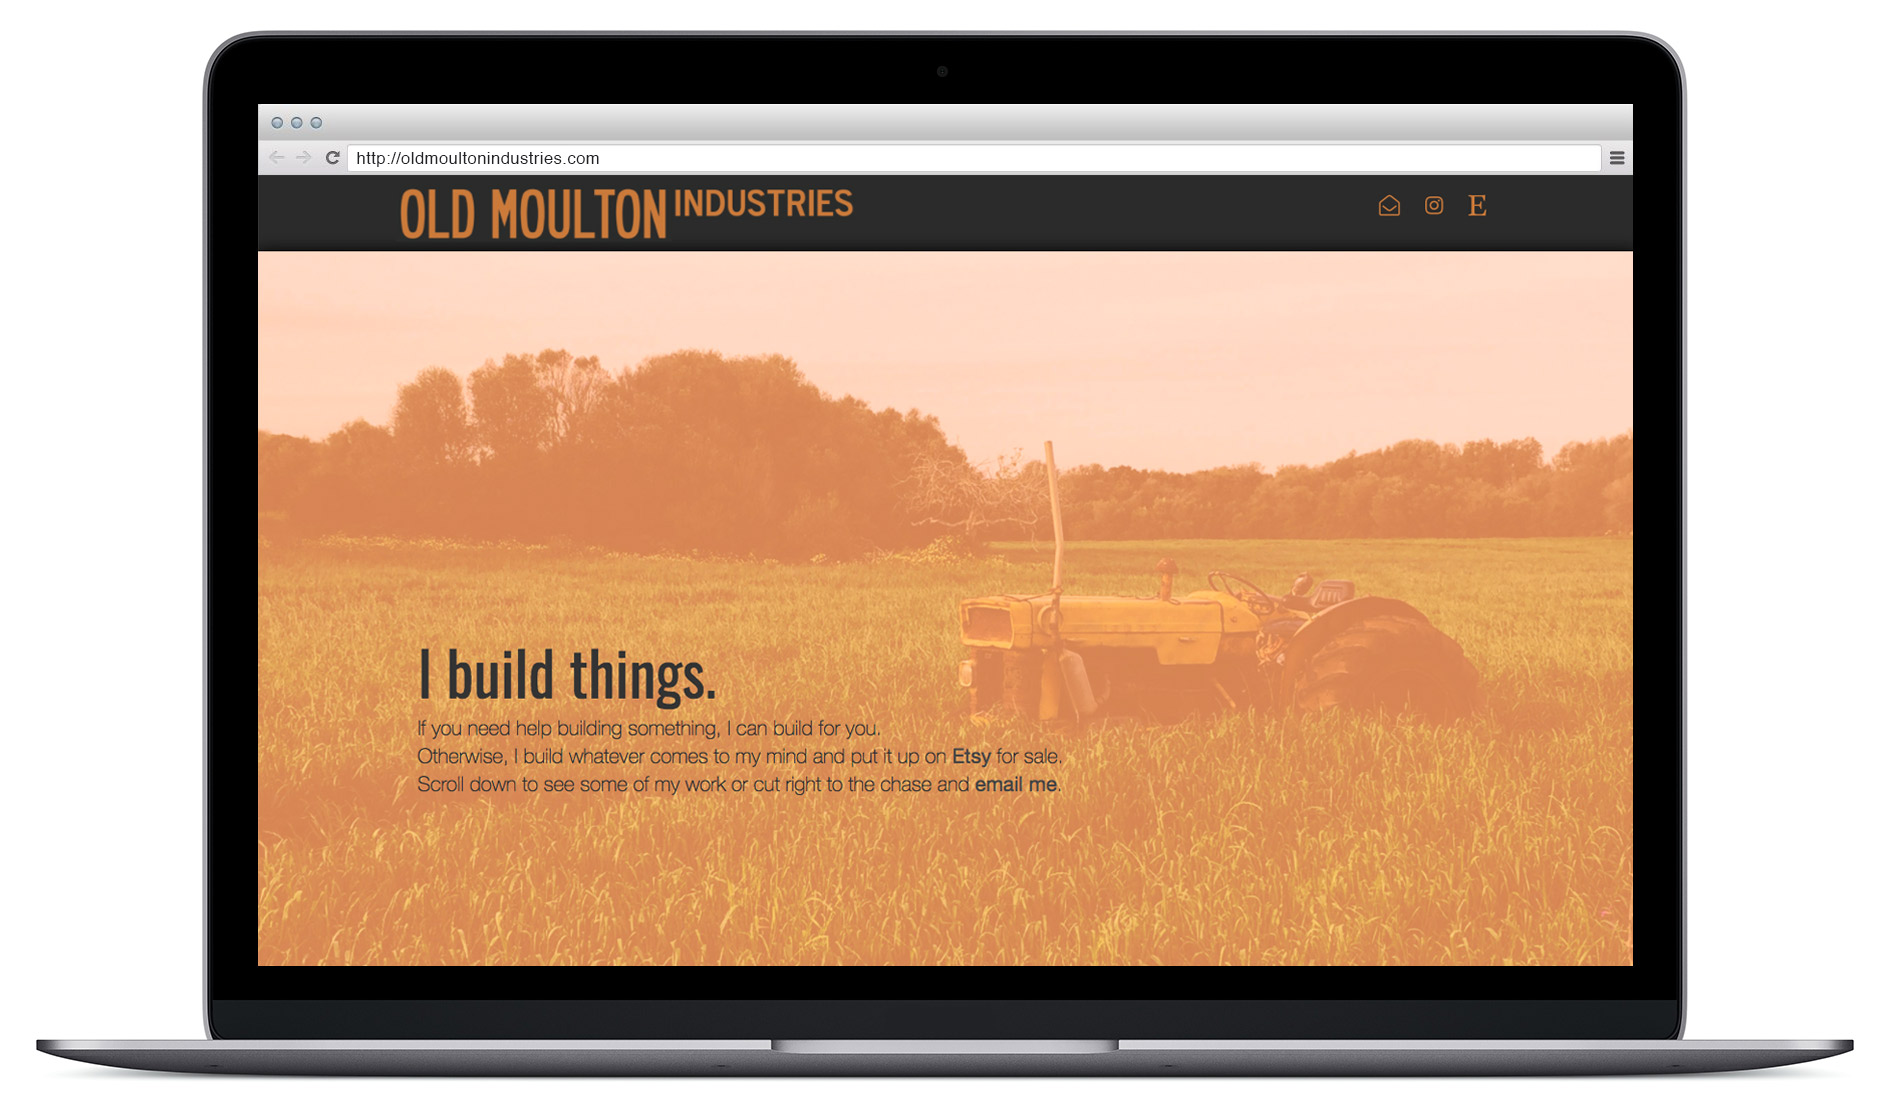 http://oldmoultonindustries.com
OLD MOULTON INDUSTRIES
E
I build things.
If you need help building something, I can build for you.
Otherwise, I build whatever comes to my mind and put it up on Etsy for sale.
Scroll down to see some of my work or cut right to the chase and email me.